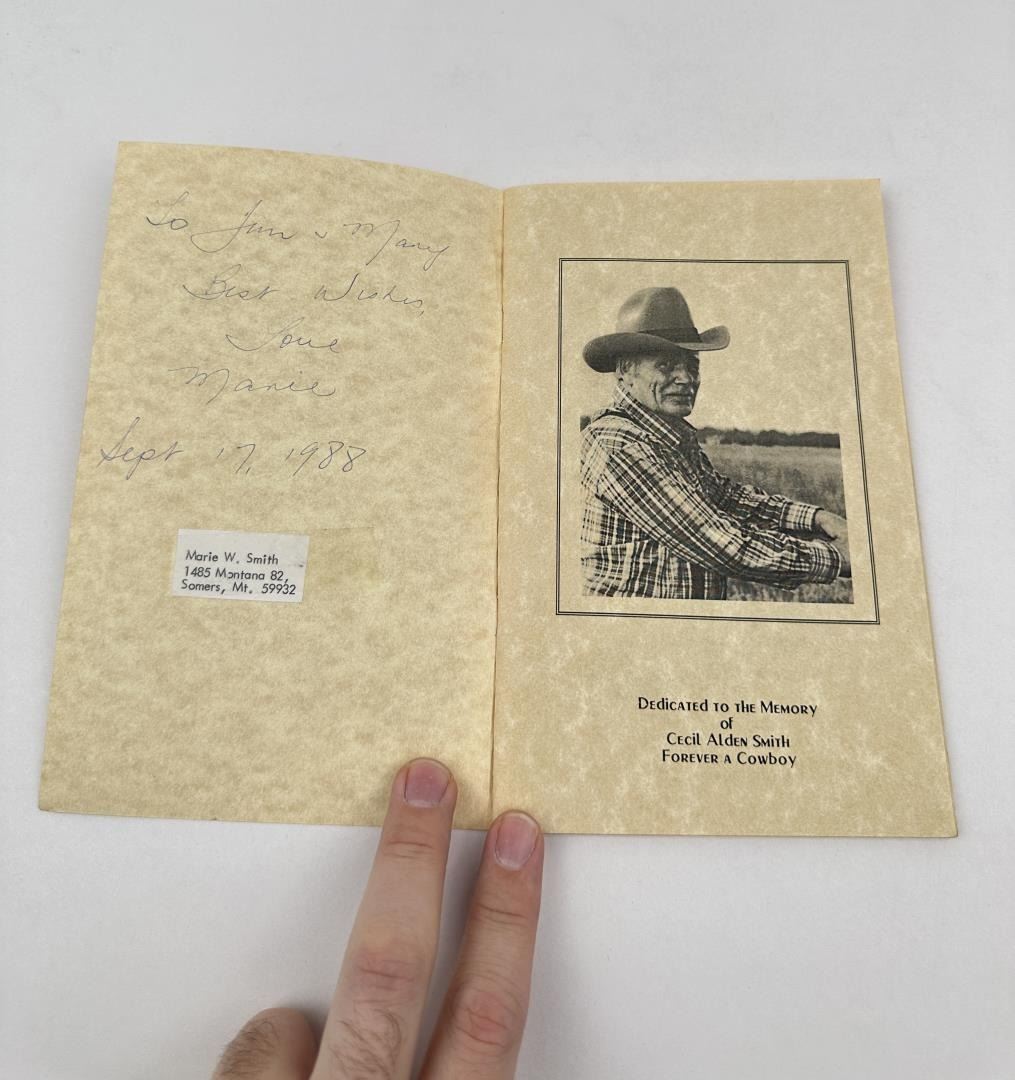 To Jim & Mary
Best Wishes,
Love
Marie
Sept 17, 1988
Marie W. Smith
1485 Montana 82,
Somers, Mt. 59932
Dedicated to the Memory
of
Cecil Alden Smith
Forever a Cowboy